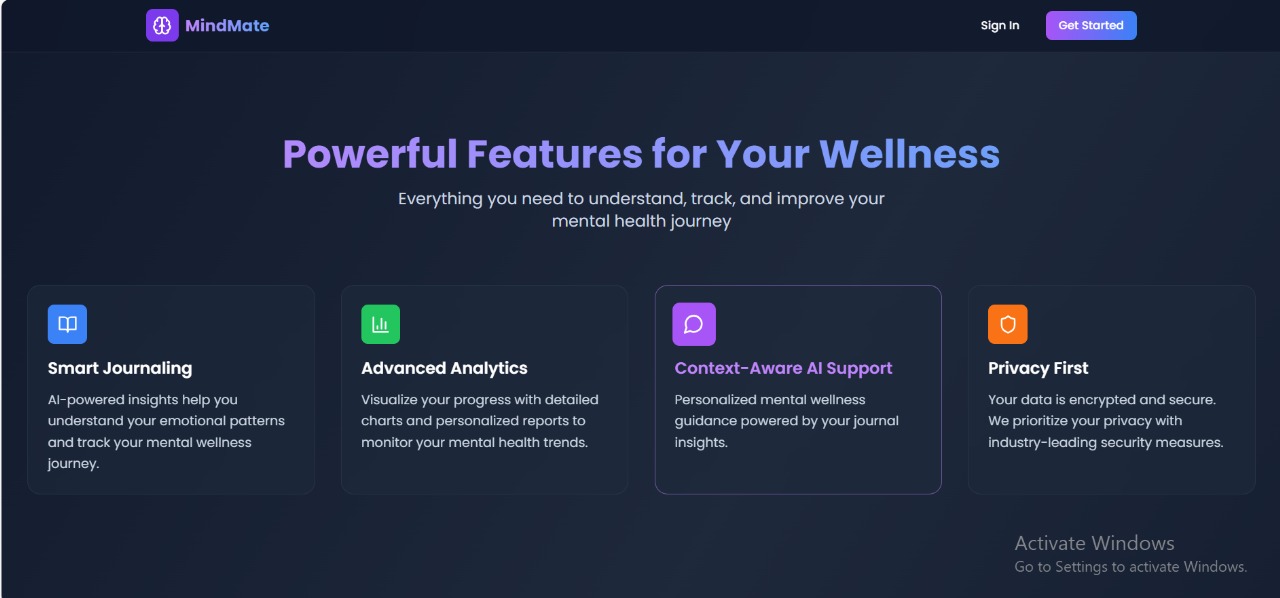 MindMate
Sign In
Get Started
Powerful Features for Your Wellness
Everything you need to understand, track, and improve your
mental health journey
Smart Journaling
AI-powered insights help you
understand your emotional patterns
and track your mental wellness
journey.
Advanced Analytics
Visualize your progress with detailed
charts and personalized reports to
monitor your mental health trends.
Context-Aware AI Support
Personalized mental wellness
guidance powered by your journal
insights.
Privacy First
Your data is encrypted and secure.
We prioritize your privacy with
industry-leading security measures.
Activate Windows
Go to Settings to activate Windows.